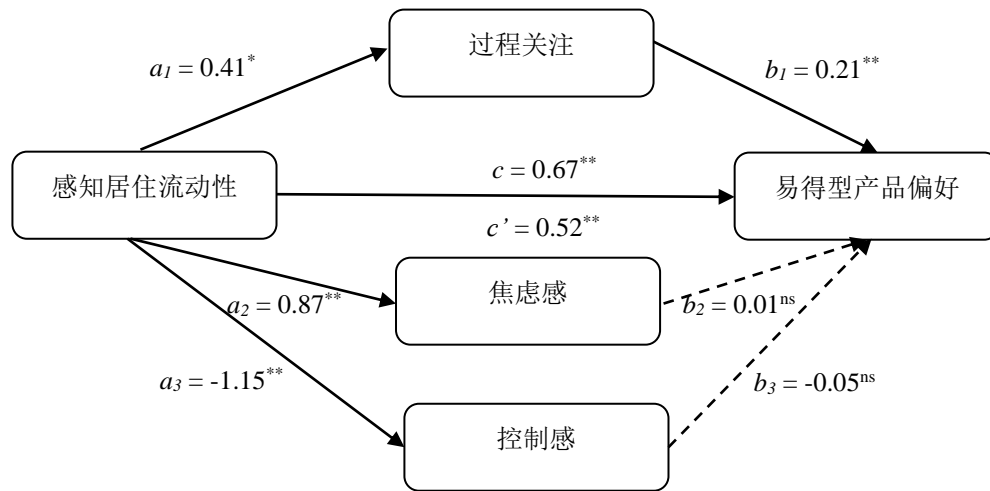 过程关注
a₁ = 0.41*
b₁ = 0.21**
感知居住流动性
c = 0.67**
易得型产品偏好
c’ = 0.52**
焦虑感
a₂ = 0.87**
b₂ = 0.01ns
a₃ = -1.15**
b₃ = -0.05ns
控制感